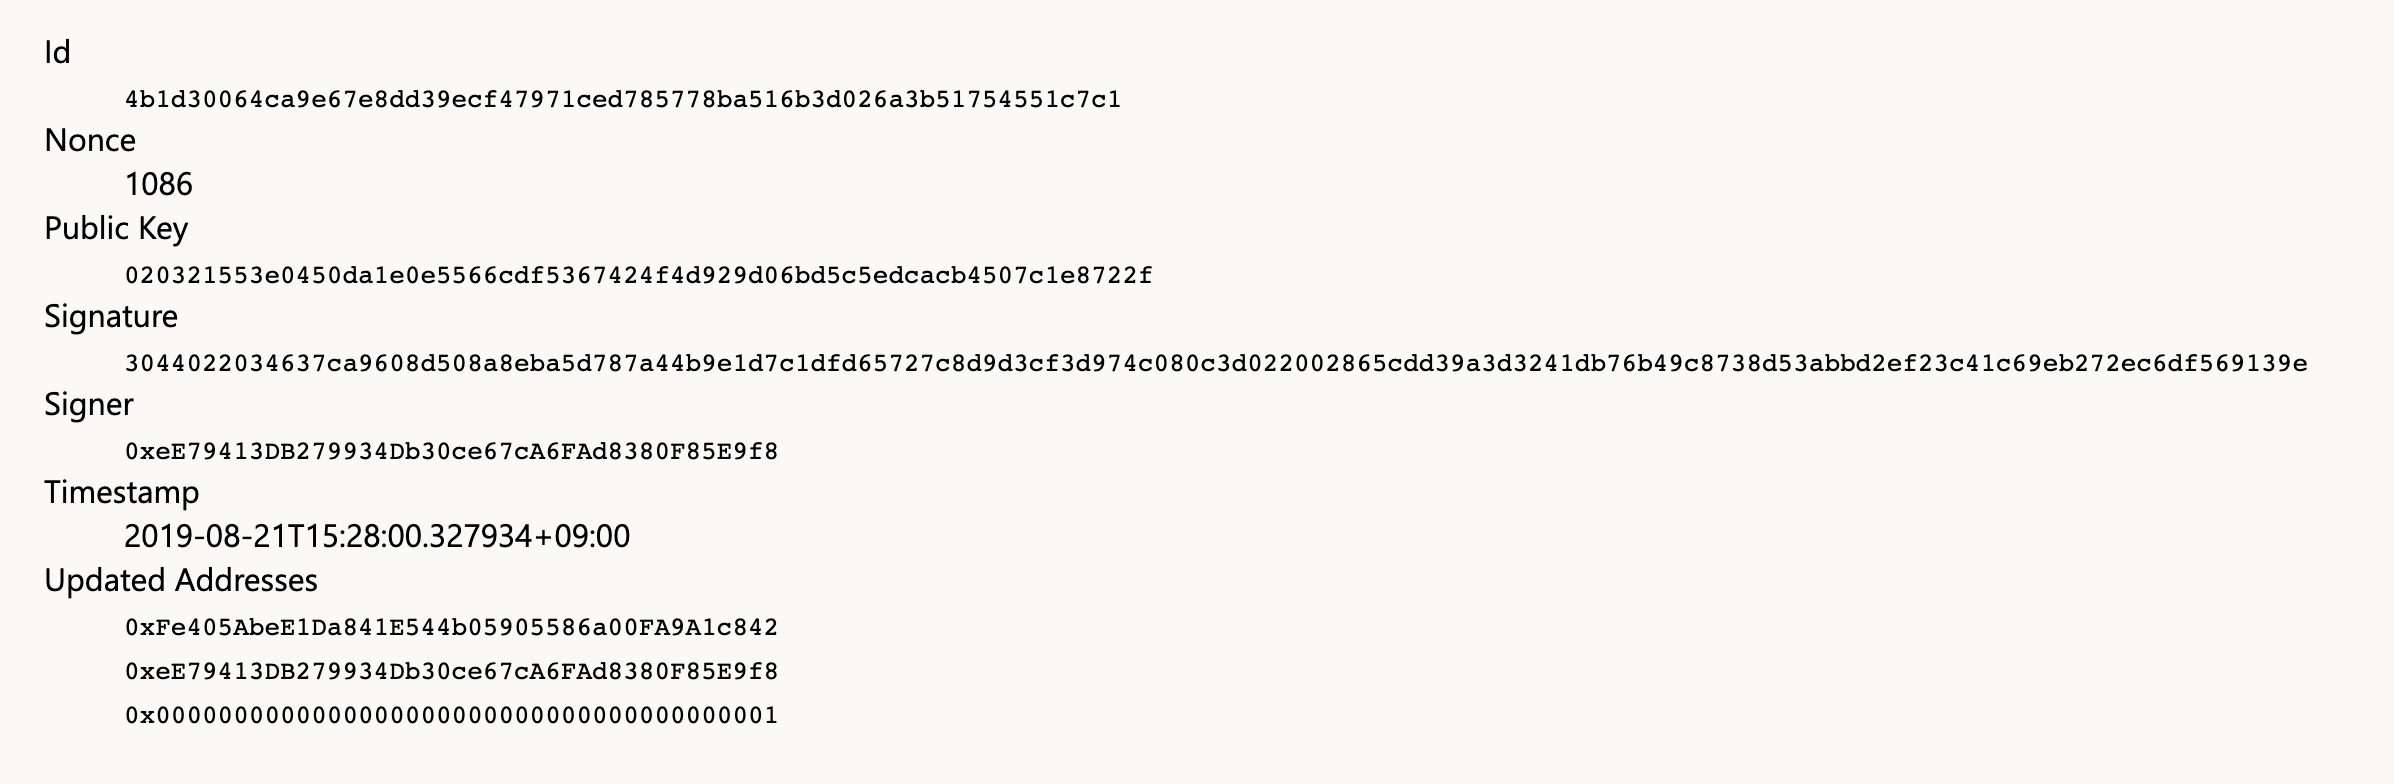 Id
4b1d30064ca9e67e8dd39ecf47971ced785778ba516b3d026a3b51754551c7c1
Nonce
1086
Public Key
020321553e0450da1e0e5566cdf5367424f4d929d06bd5c5edcacb4507c1e8722f
Signature
3044022034637ca9608d508a8eba5d787a44b9e1d7c1dfd65727c8d9d3cf3d974c080c3d022002865cdd39a3d3241db76b49c8738d53abbd2ef23c41c69eb272ec6df569139e
Signer
0xeE79413DB279934Db30ce67cA6FAd8380F85E9f8
Timestamp
2019-08-21T15:28:00.327934+09:00
Updated Addresses
0xFe405AbeE1Da841E544b05905586a00FA9A1c842
0xeE79413DB279934Db30ce67cA6FAd8380F85E9f8
0x0000000000000000000000000000000000000001